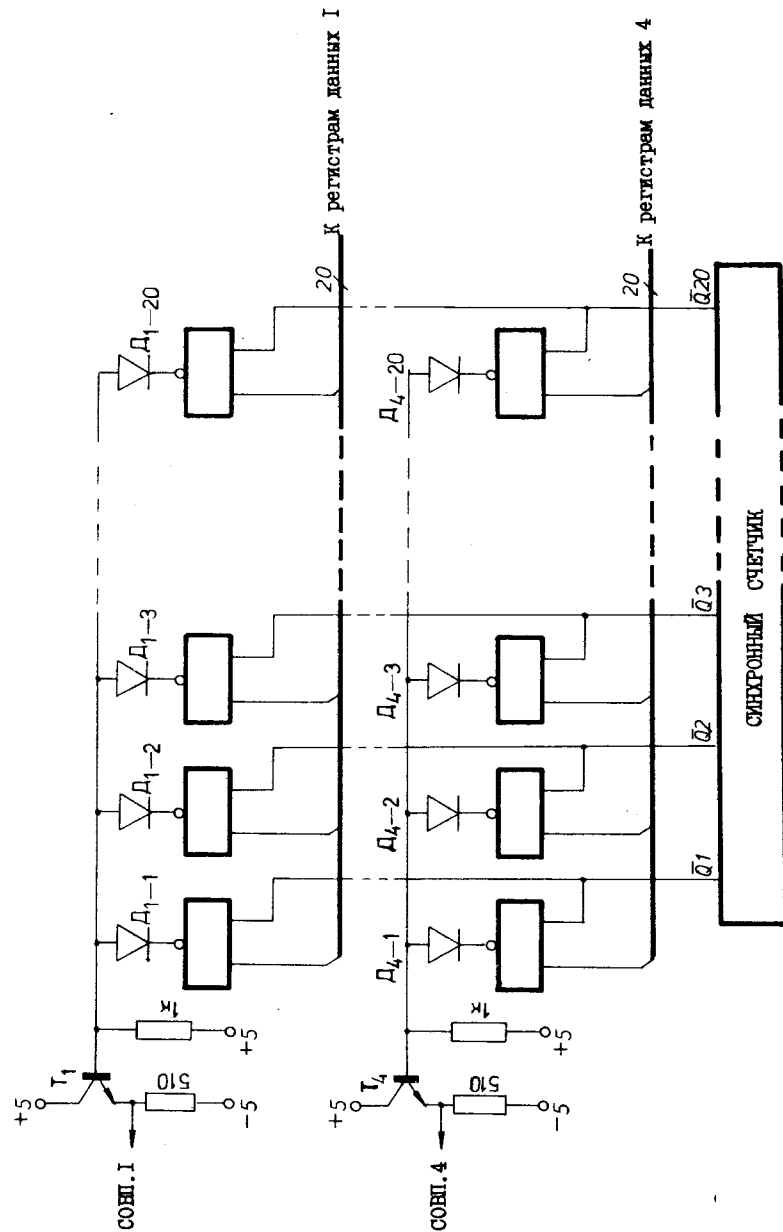 СОВП.I
+5
T1
510
-5
1к
+5
Д1-1
Д1-2
Д1-3
Д1-20
20
К регистрам данных I
СОВП.4
+5
T4
510
-5
1к
+5
Д4-1
Д4-2
Д4-3
Д4-20
20
К регистрам данных 4
Q̅1
Q̅2
Q̅3
Q̅20
СИНХРОННЫЙ СЧЕТЧИК